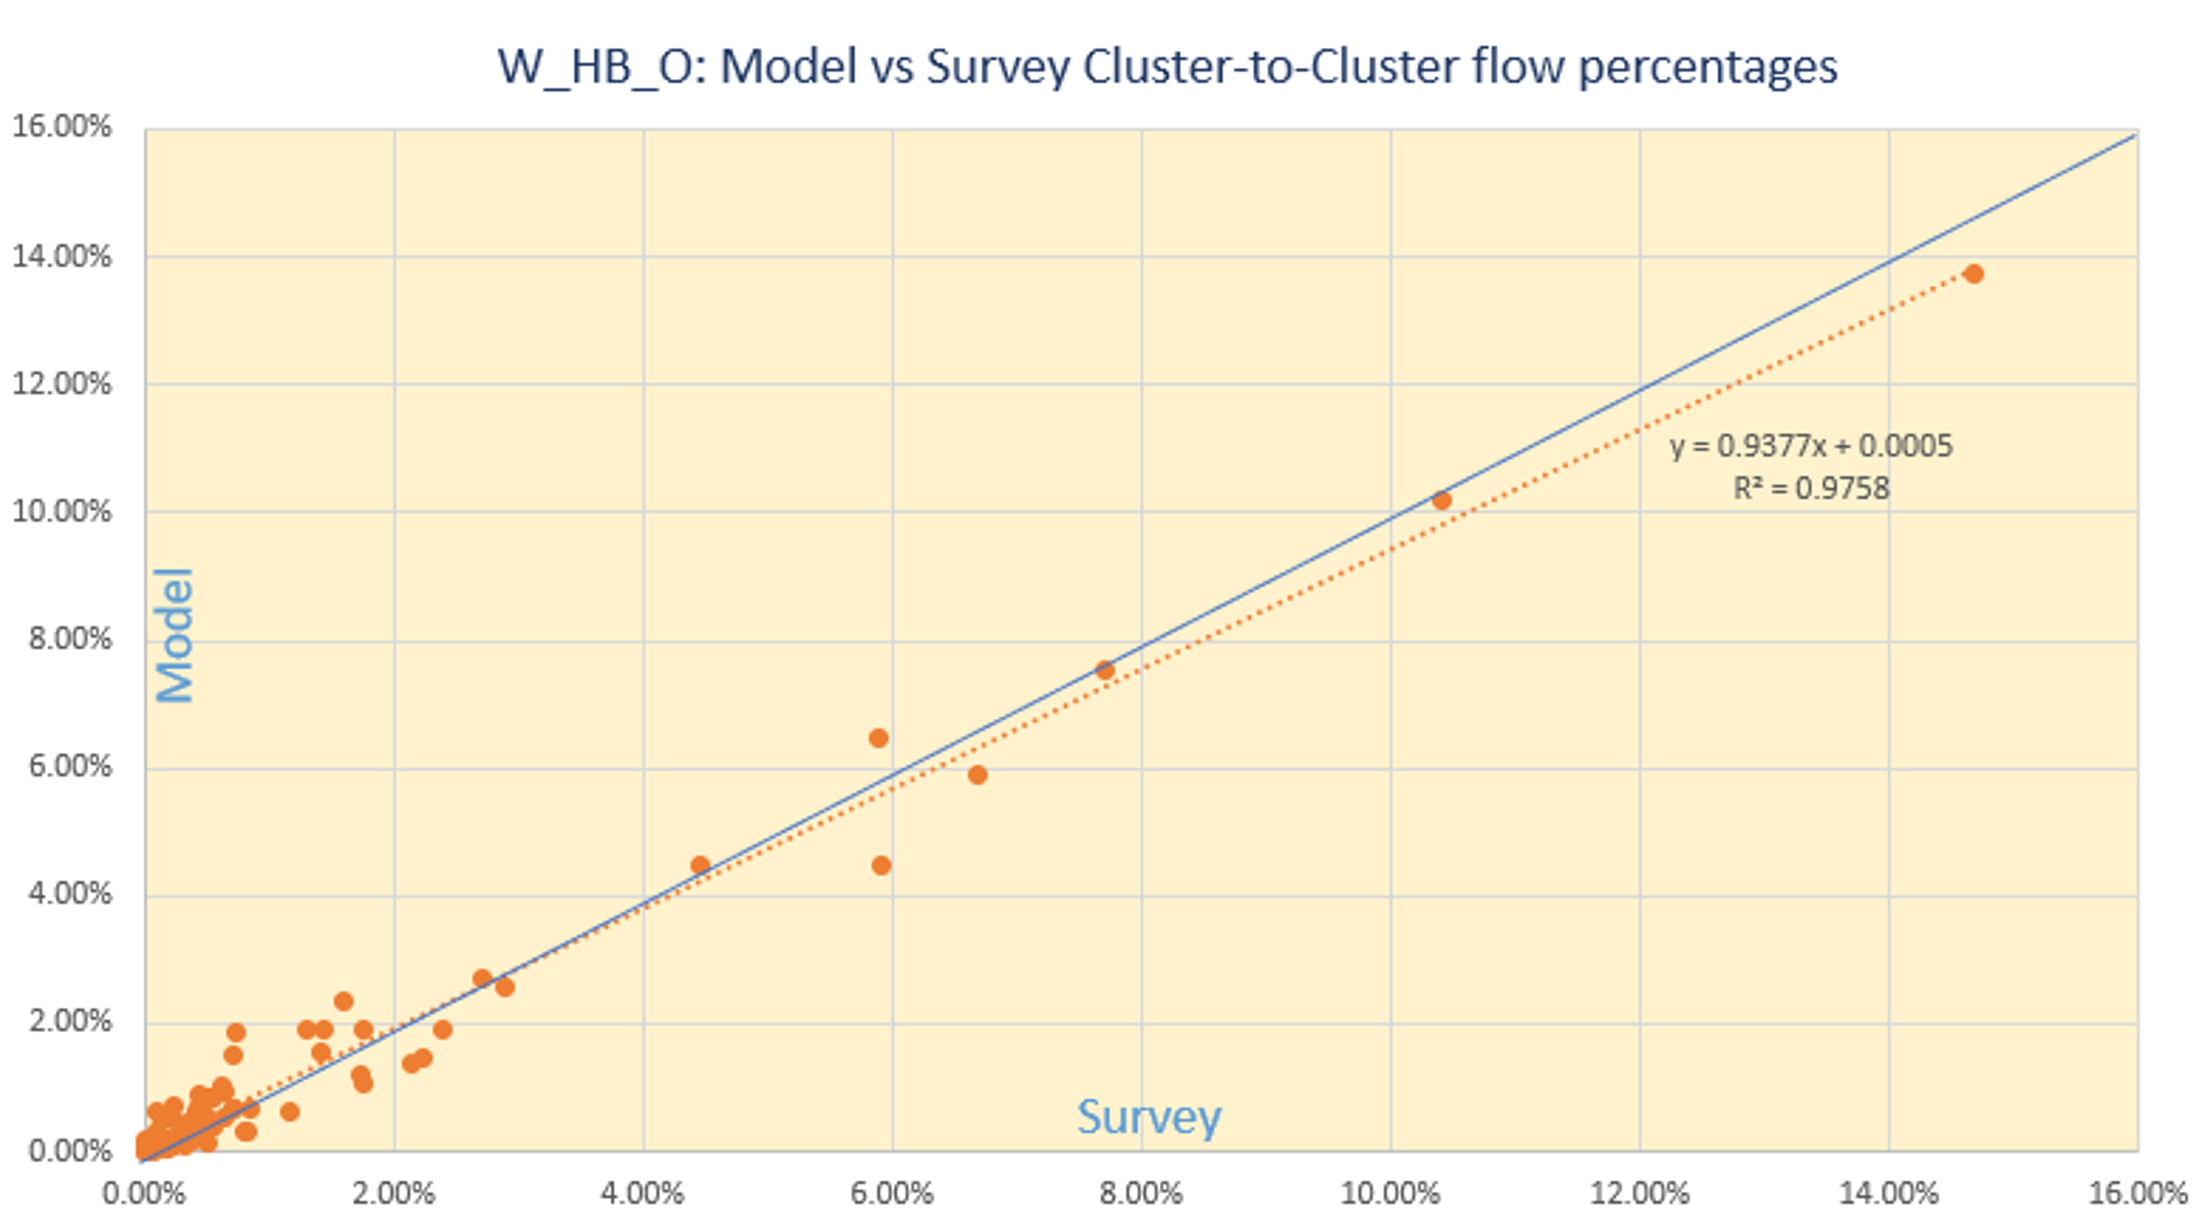 W_HB_O: Model vs Survey Cluster-to-Cluster flow percentages
16.00%
14.00%
12.00%
10.00%
8.00%
6.00%
4.00%
2.00%
0.00%
Model
y = 0.9377x + 0.0005
R² = 0.9758
Survey
0.00% 2.00% 4.00% 6.00% 8.00% 10.00% 12.00% 14.00% 16.00%